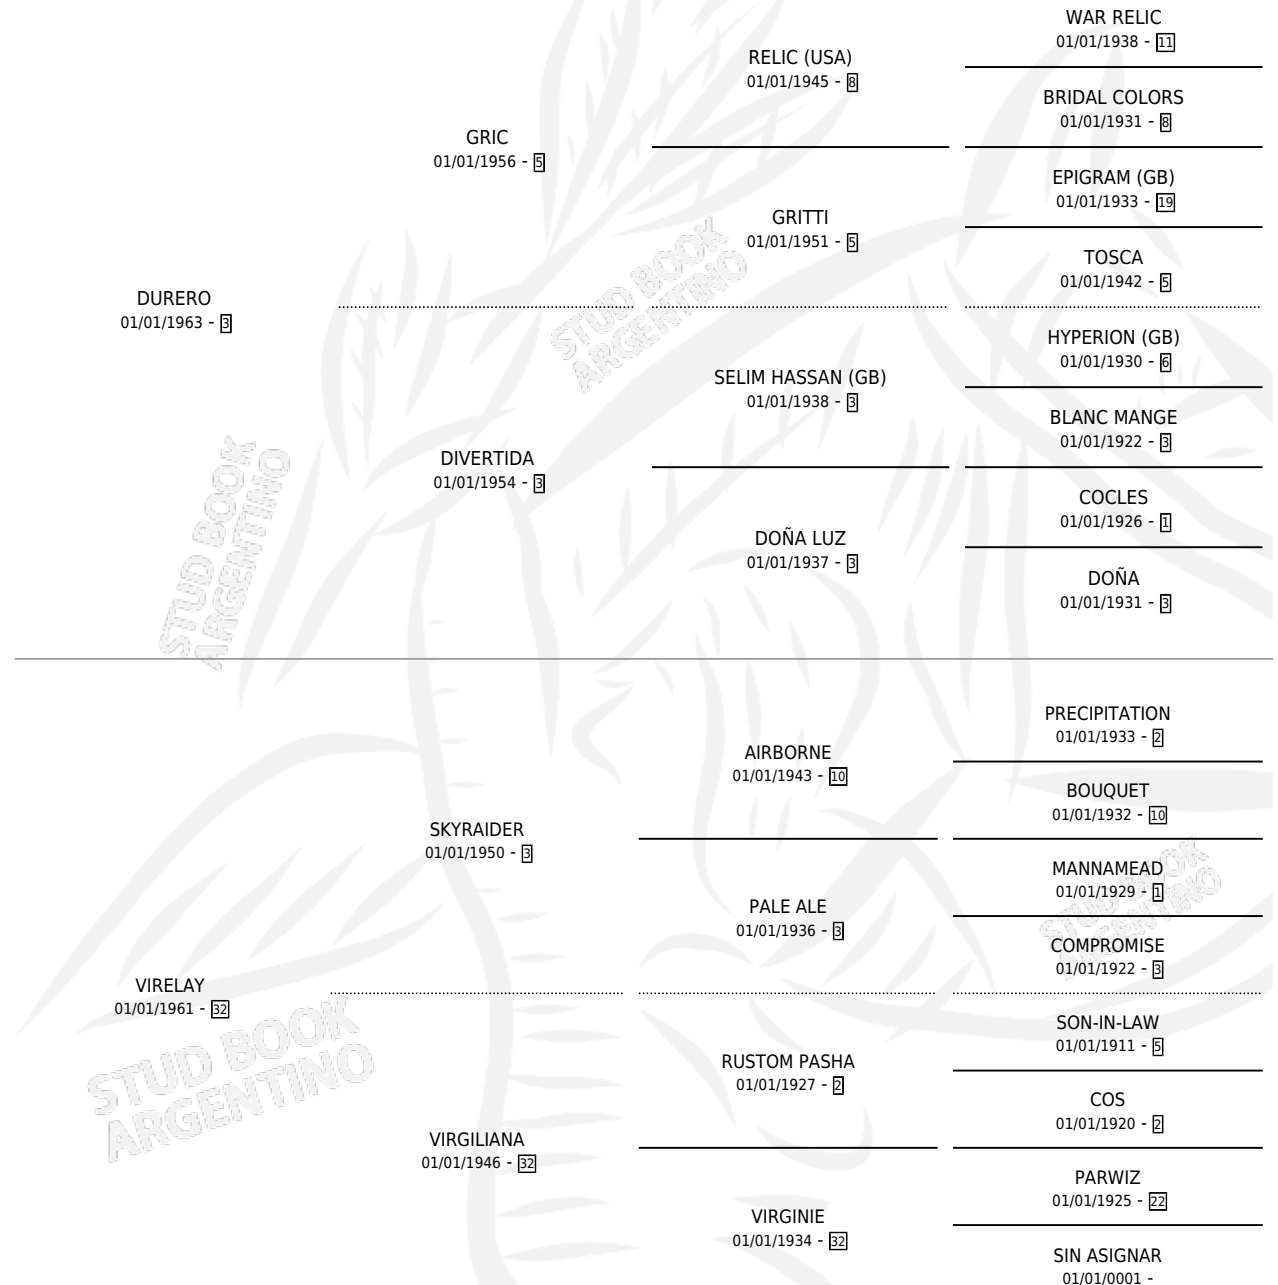 WAR RELIC
01/01/1938 - 11
RELIC (USA)
01/01/1945 - 8
BRIDAL COLORS
01/01/1931 - 8
GRIC
01/01/1956 - 5
EPIGRAM (GB)
01/01/1933 - 19
GRITTI
01/01/1951 - 5
TOSCA
01/01/1942 - 5
DURERO
01/01/1963 - 3
HYPERION (GB)
01/01/1930 - 6
SELIM HASSAN (GB)
01/01/1938 - 3
BLANC MANGE
01/01/1922 - 3
DIVERTIDA
01/01/1954 - 3
COCLES
01/01/1926 - 1
DOÑA LUZ
01/01/1937 - 3
DOÑA
01/01/1931 - 3
PRECIPITATION
01/01/1933 - 2
AIRBORNE
01/01/1943 - 10
BOUQUET
01/01/1932 - 10
SKYRAIDER
01/01/1950 - 3
MANNAMEAD
01/01/1929 - 1
PALE ALE
01/01/1936 - 3
COMPROMISE
01/01/1922 - 3
VIRELAY
01/01/1961 - 32
SON-IN-LAW
01/01/1911 - 5
RUSTOM PASHA
01/01/1927 - 2
COS
01/01/1920 - 2
VIRGILIANA
01/01/1946 - 32
PARWIZ
01/01/1925 - 22
VIRGINIE
01/01/1934 - 32
SIN ASIGNAR
01/01/0001 -
STUD BOOK
ARGENTINO
STUD BOOK
ARGENTINO
STUD BOOK
ARGENTINO
STUD BOOK
ARGENTINO